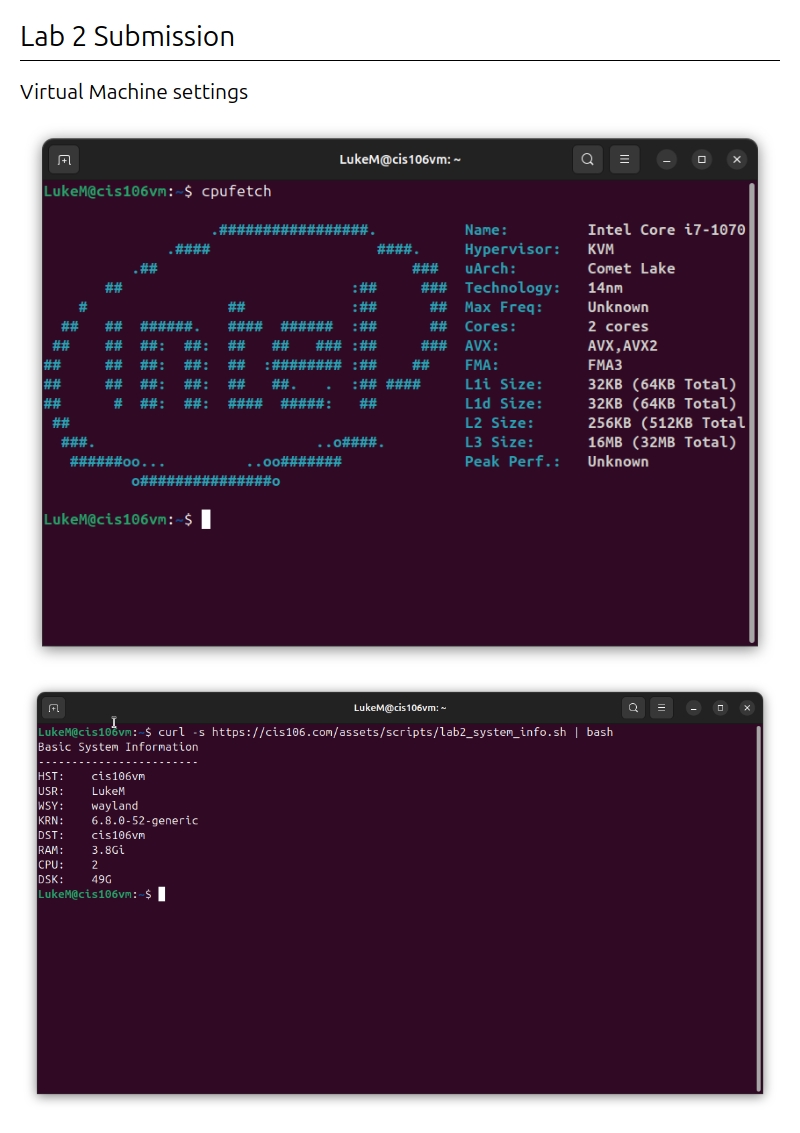 Lab 2 Submission
Virtual Machine settings
LukeM@cis106vm: ~
LukeM@cis106vm:~$ cpufetch
.#################.    Name:    Intel Core i7-1070
.####    ####.    Hypervisor:    KVM
.##    ###    uArch:    Comet Lake
##    :##    ###    Technology:    14nm
#    ##    :##    ##    Max Freq:    Unknown
##   ##  ######.   ####  ######  :##    ##    Cores:    2 cores
##    ##  ##:  ##:  ##   ##   ### :##    ###    AVX:    AVX,AVX2
##    ##  ##:  ##:  ##  :######## :##    ##    FMA:    FMA3
##    ##  ##:  ##:  ##   ##.   .  :## ####    L1i Size:    32KB (64KB Total)
##    #  ##:  ##:  ####  #####:   ##    L1d Size:    32KB (64KB Total)
##    L2 Size:    256KB (512KB Total
###.    ..o####.    L3 Size:    16MB (32MB Total)
######oo...    ..oo#######    Peak Perf.:    Unknown
o###############o
LukeM@cis106vm:~$
LukeM@cis106vm: ~
LukeM@cis106vm:~$ curl -s https://cis106.com/assets/scripts/lab2_system_info.sh | bash
Basic System Information
------------------------
HST:    cis106vm
USR:    LukeM
WSY:    wayland
KRN:    6.8.0-52-generic
DST:    cis106vm
RAM:    3.8Gi
CPU:    2
DSK:    49G
LukeM@cis106vm:~$